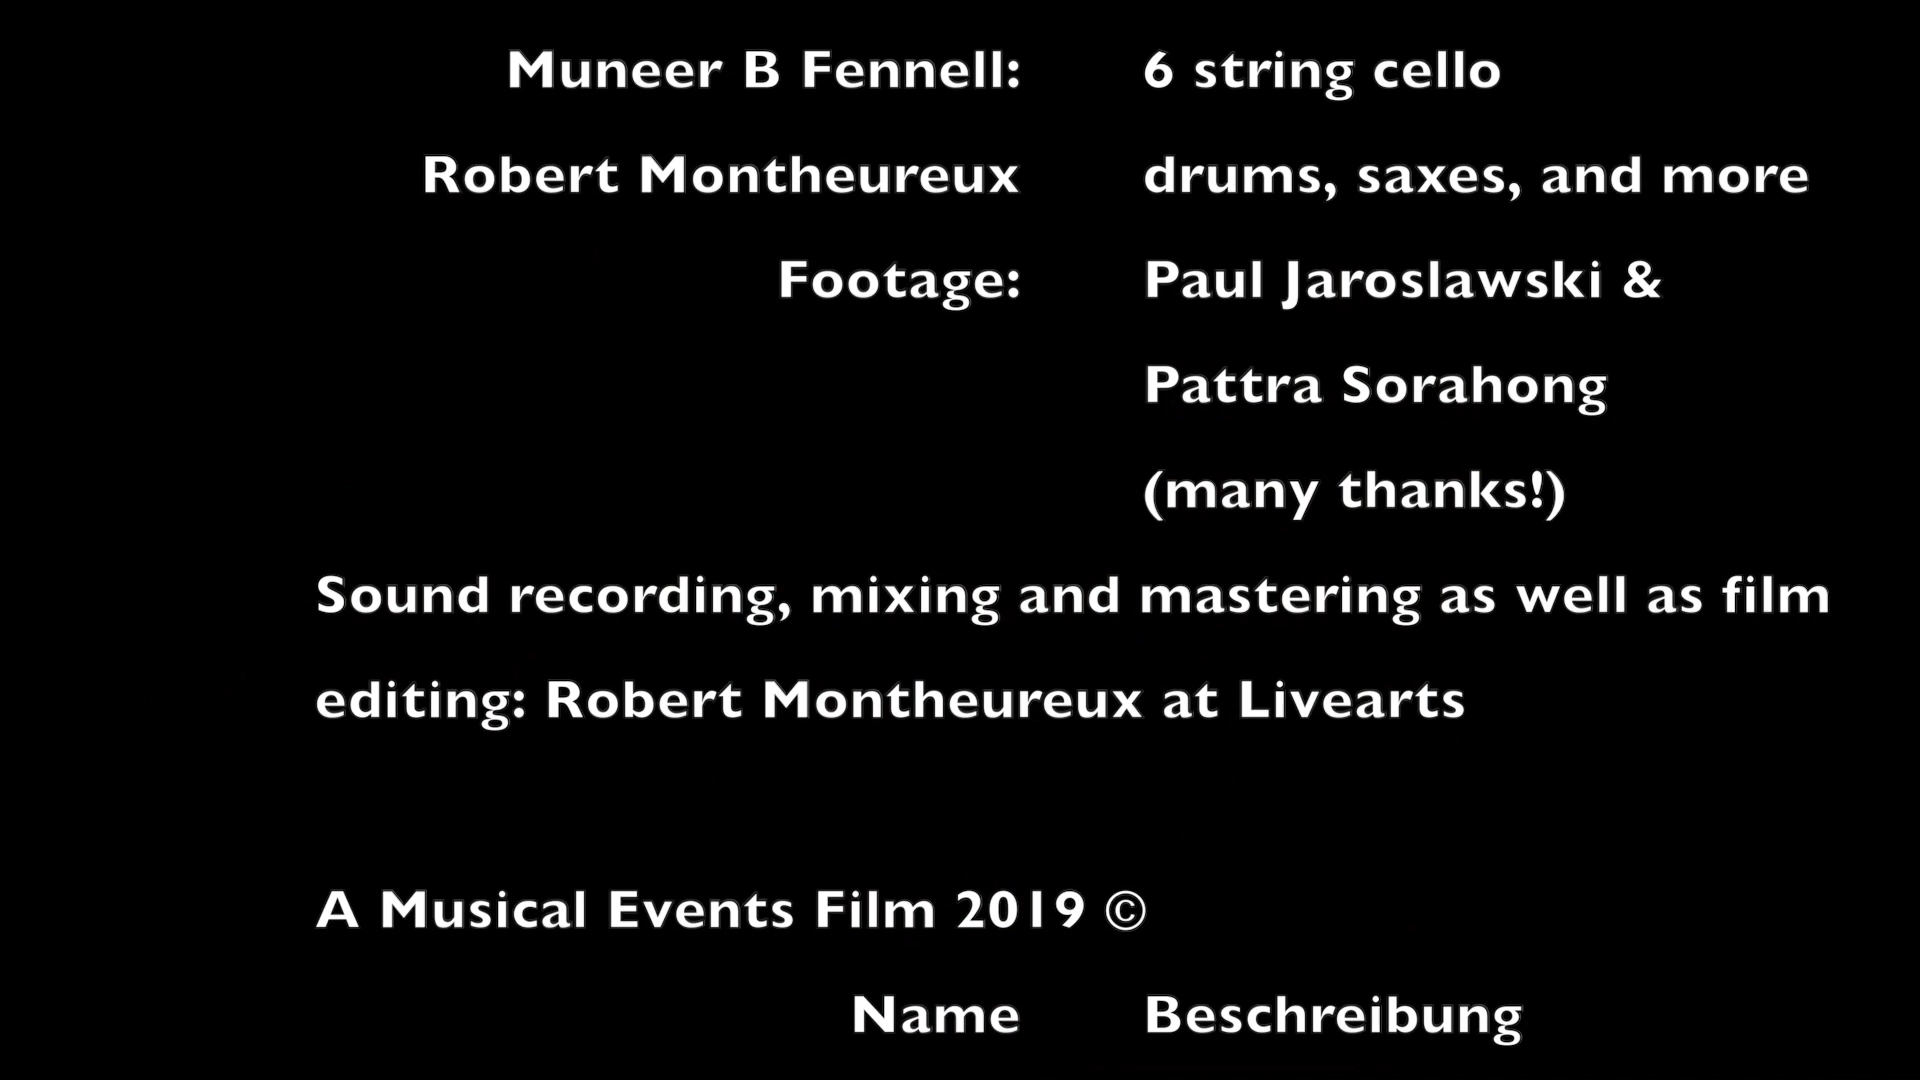 Muneer B Fennell: 6 string cello
Robert Montheureux drums, saxes, and more
Footage: Paul Jaroslawski &
Pattra Sorahong
(many thanks!)
Sound recording, mixing and mastering as well as film
editing: Robert Montheureux at Livearts
A Musical Events Film 2019 ©
Name Beschreibung